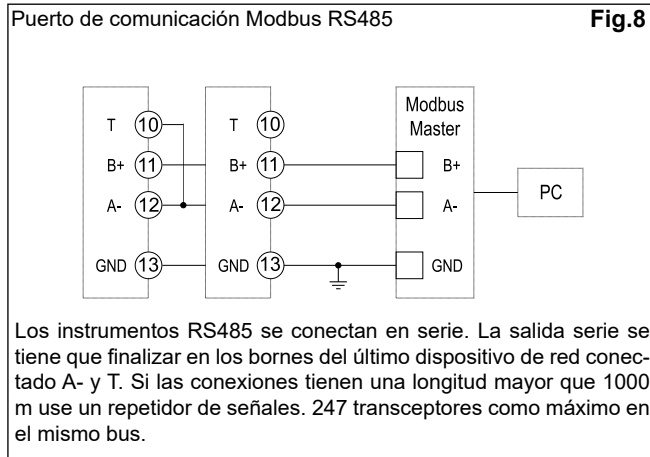 Puerto de comunicación Modbus RS485 Fig.8
Modbus
Master
T 10 T 10
B+ 11 B+ 11 B+
A- 12 A- 12 A-
PC
GND 13 GND 13 GND
Los instrumentos RS485 se conectan en serie. La salida serie se
tiene que finalizar en los bornes del último dispositivo de red conec-
tado A- y T. Si las conexiones tienen una longitud mayor que 1000
m use un repetidor de señales. 247 transceptores como máximo en
el mismo bus.